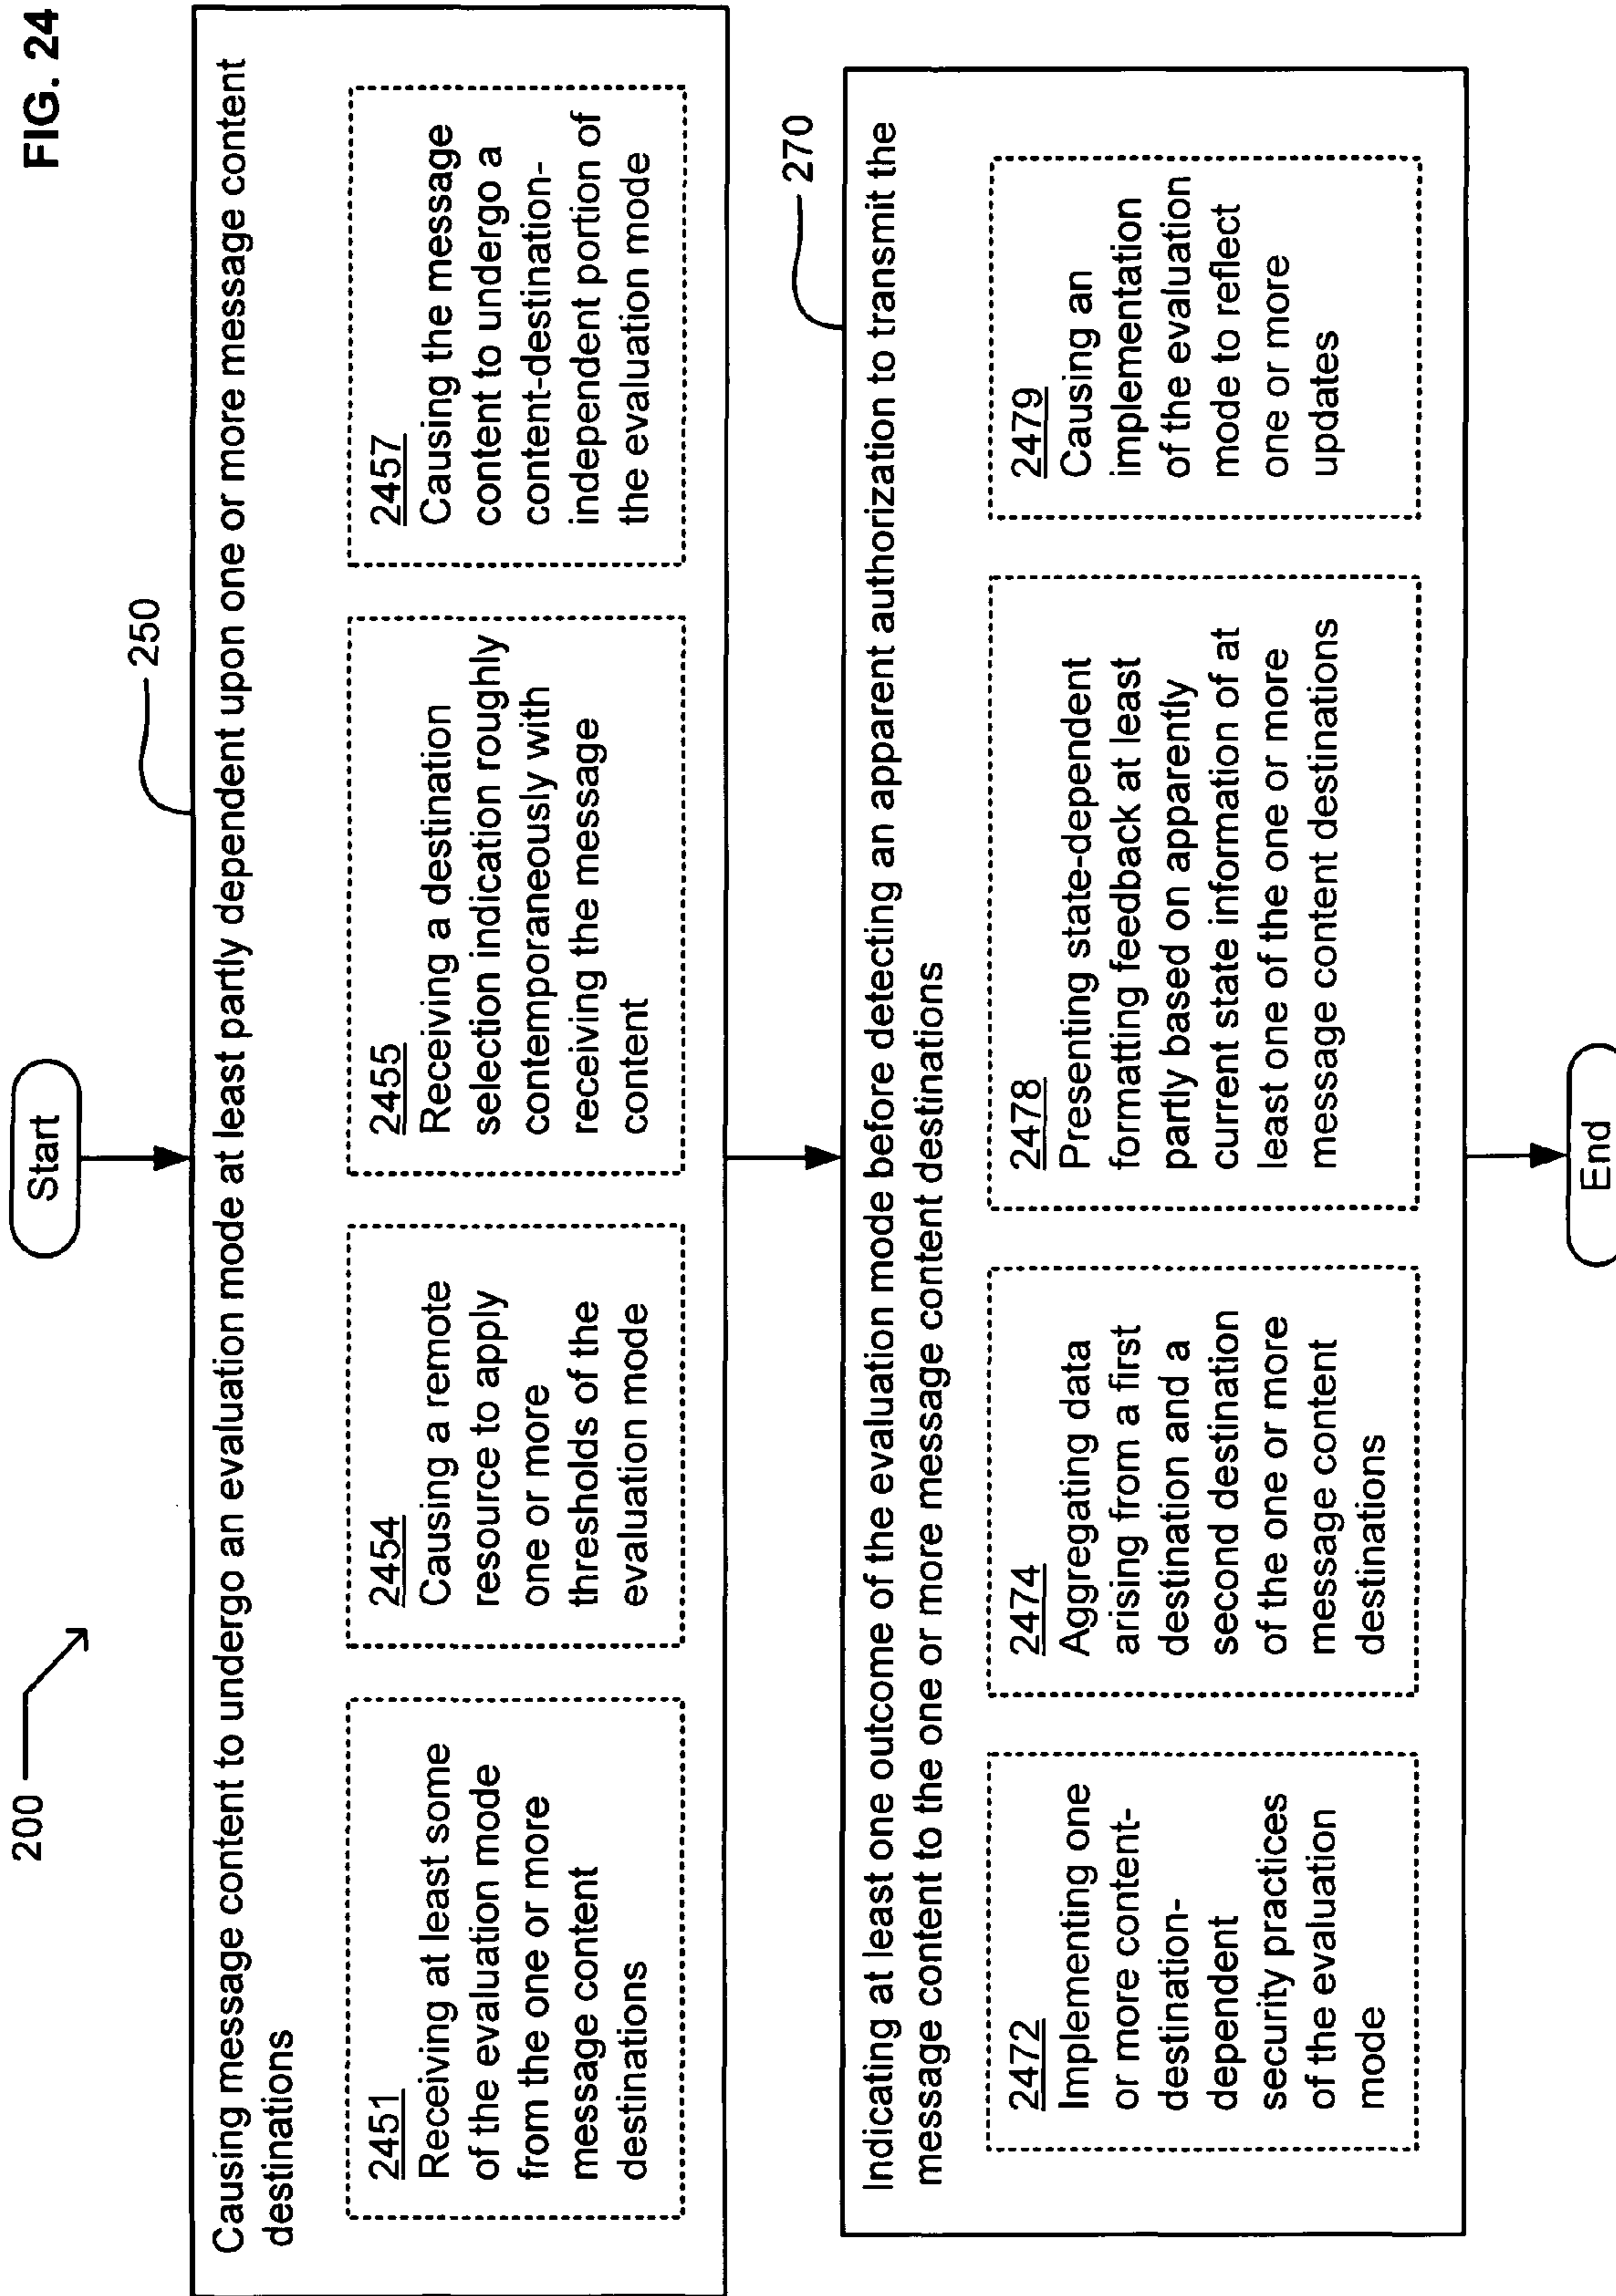 FIG. 24
200
Start
250
Causing message content to undergo an evaluation mode at least partly dependent upon one or more message content
destinations
2451
Receiving at least some
of the evaluation mode
from the one or more
message content
destinations
2454
Causing a remote
resource to apply
one or more
thresholds of the
evaluation mode
2455
Receiving a destination
selection indication roughly
contemporaneously with
receiving the message
content
2457
Causing the message
content to undergo a
content-destination-
independent portion of
the evaluation mode
270
Indicating at least one outcome of the evaluation mode before detecting an apparent authorization to transmit the
message content to the one or more message content destinations
2472
Implementing one
or more content-
destination-
dependent
security practices
of the evaluation
mode
2474
Aggregating data
arising from a first
destination and a
second destination
of the one or more
message content
destinations
2478
Presenting state-dependent
formatting feedback at least
partly based on apparently
current state information of at
least one of the one or more
message content destinations
2479
Causing an
implementation
of the evaluation
mode to reflect
one or more
updates
End